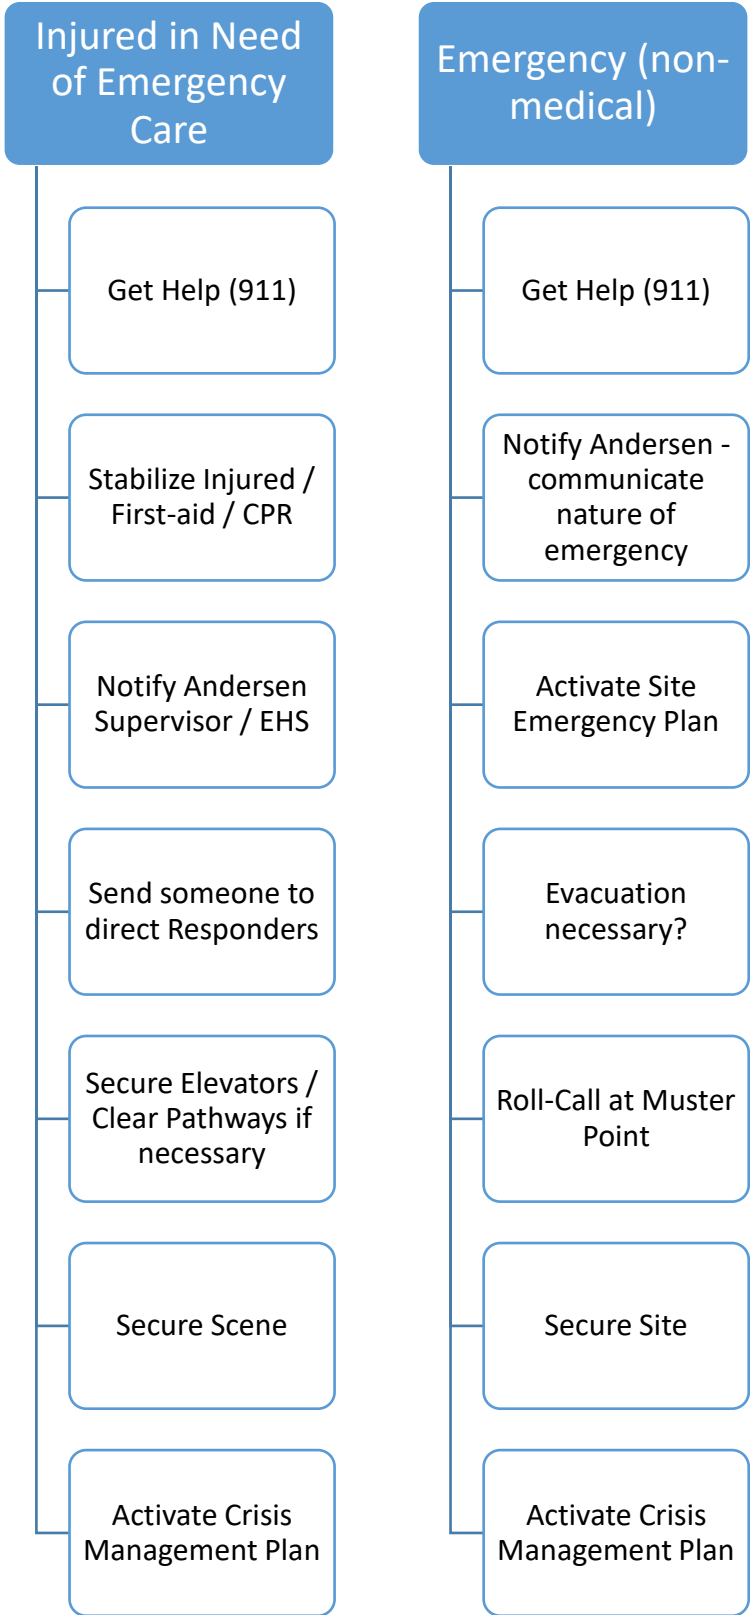 Injured in Need
of Emergency
Care
Get Help (911)
Stabilize Injured /
First-aid / CPR
Notify Andersen
Supervisor / EHS
Send someone to
direct Responders
Secure Elevators /
Clear Pathways if
necessary
Secure Scene
Activate Crisis
Management Plan
Emergency (non-
medical)
Get Help (911)
Notify Andersen -
communicate
nature of
emergency
Activate Site
Emergency Plan
Evacuation
necessary?
Roll-Call at Muster
Point
Secure Site
Activate Crisis
Management Plan